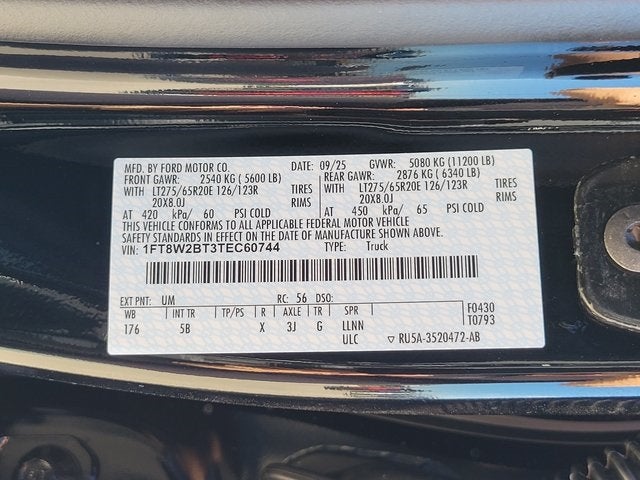 MFD. BY FORD MOTOR CO. DATE: 09/25 GVWR: 5080 KG (11200 LB)
FRONT GAWR: 2540 KG (5600 LB) REAR GAWR: 2876 KG (6340 LB)
WITH LT275/65R20E 126/123R TIRES WITH LT275/65R20E 126/123R TIRES
20X8.0J RIMS 20X8.0J RIMS
AT 420 kPa/ 60 PSI COLD AT 450 kPa/ 65 PSI COLD
THIS VEHICLE CONFORMS TO ALL APPLICABLE FEDERAL MOTOR VEHICLE
SAFETY STANDARDS IN EFFECT ON THE DATE OF MANUFACTURE SHOWN ABOVE.
VIN: 1FT8W2BT3TEC60744 TYPE: Truck
EXT PNT: UM RC: 56 DSO: F0430
WB INT TR TP/PS R AXLE TR SPR T0793
176 5B X 3J G LLNN
ULC ▽ RU5A-3520472-AB